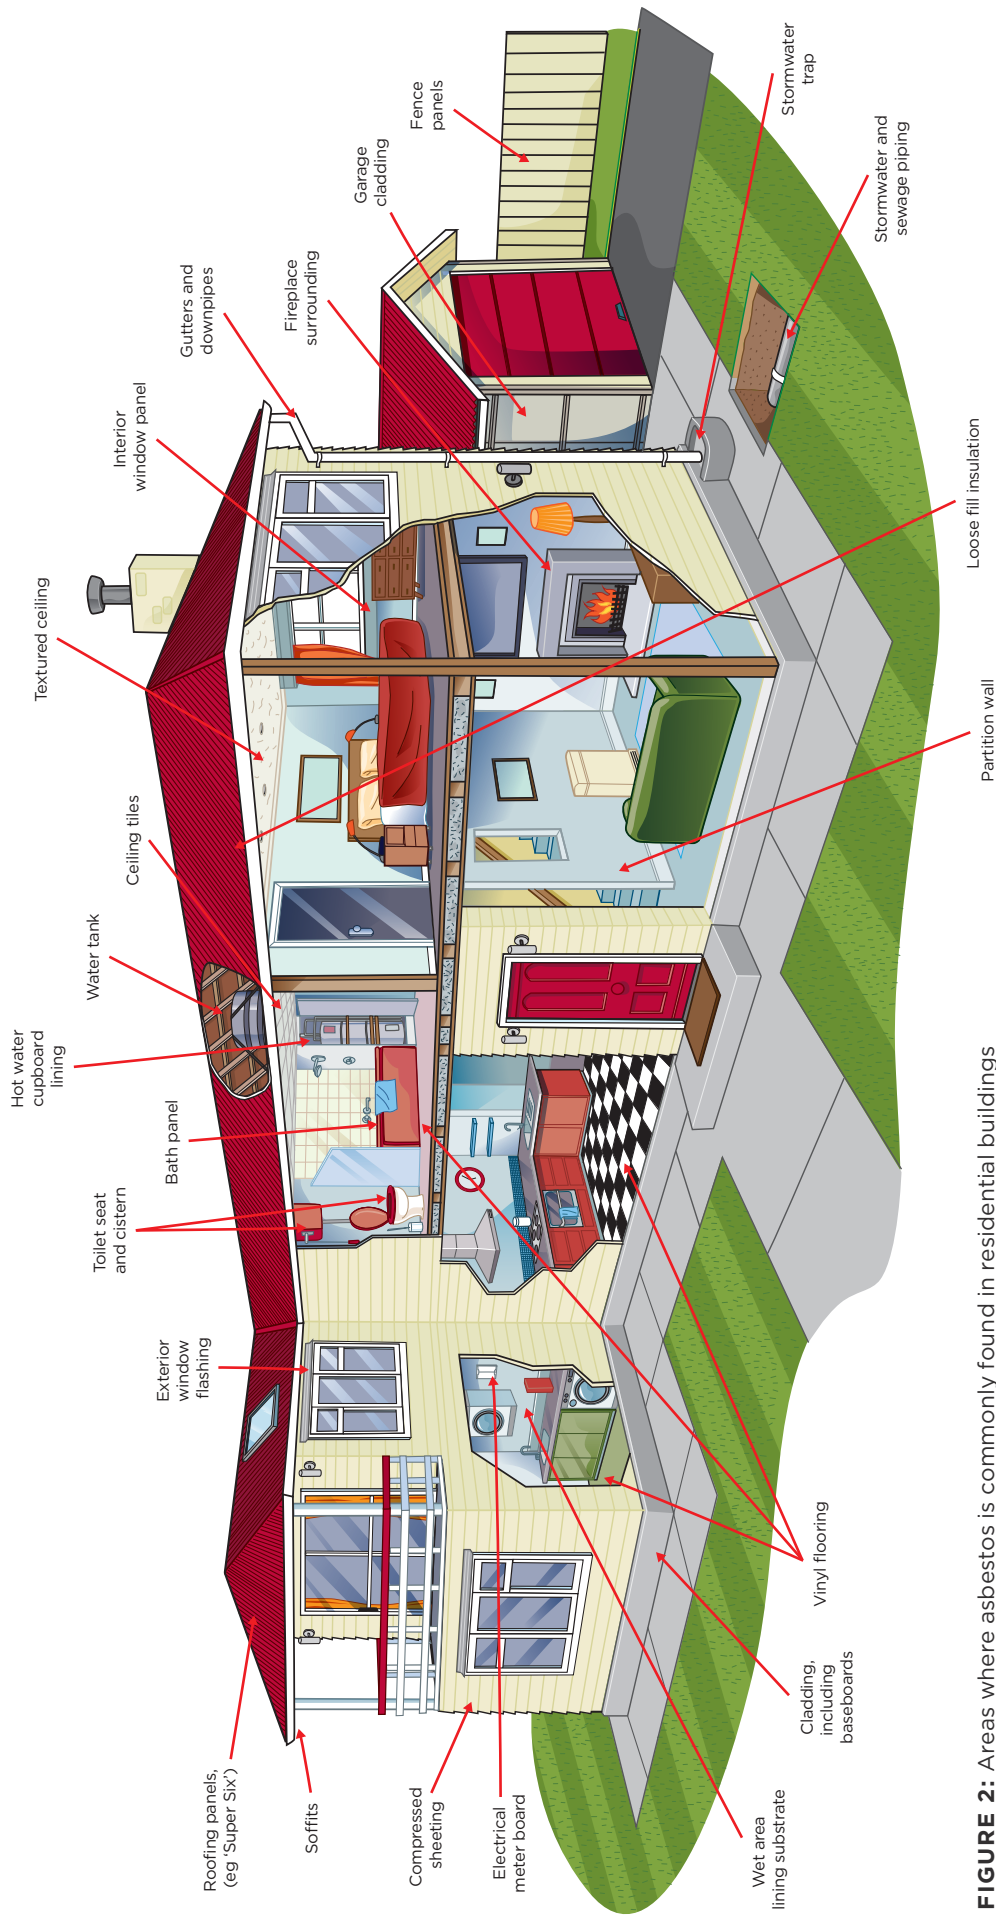 Roofing panels,
(eg ‘Super Six’)
Soffits
Compressed
sheeting
Electrical
meter board
Wet area
lining substrate
Exterior
window
flashing
Toilet seat
and cistern
Bath panel
Hot water
cupboard
lining
Water tank
Ceiling tiles
Textured ceiling
Interior
window panel
Gutters and
downpipes
Fireplace
surrounding
Garage
cladding
Fence
panels
Stormwater
trap
Stormwater and
sewage piping
Loose fill insulation
Partition wall
Vinyl flooring
Cladding,
including
baseboards
FIGURE 2: Areas where asbestos is commonly found in residential buildings